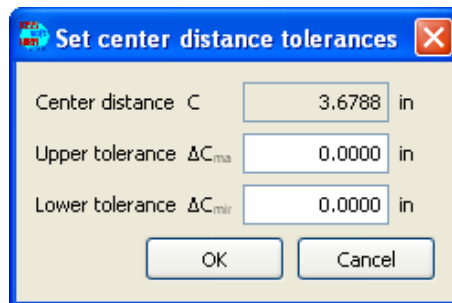 Set center distance tolerances
Center distance C 3.6788 in
Upper tolerance ΔCma 0.0000 in
Lower tolerance ΔCmir 0.0000 in
OK Cancel